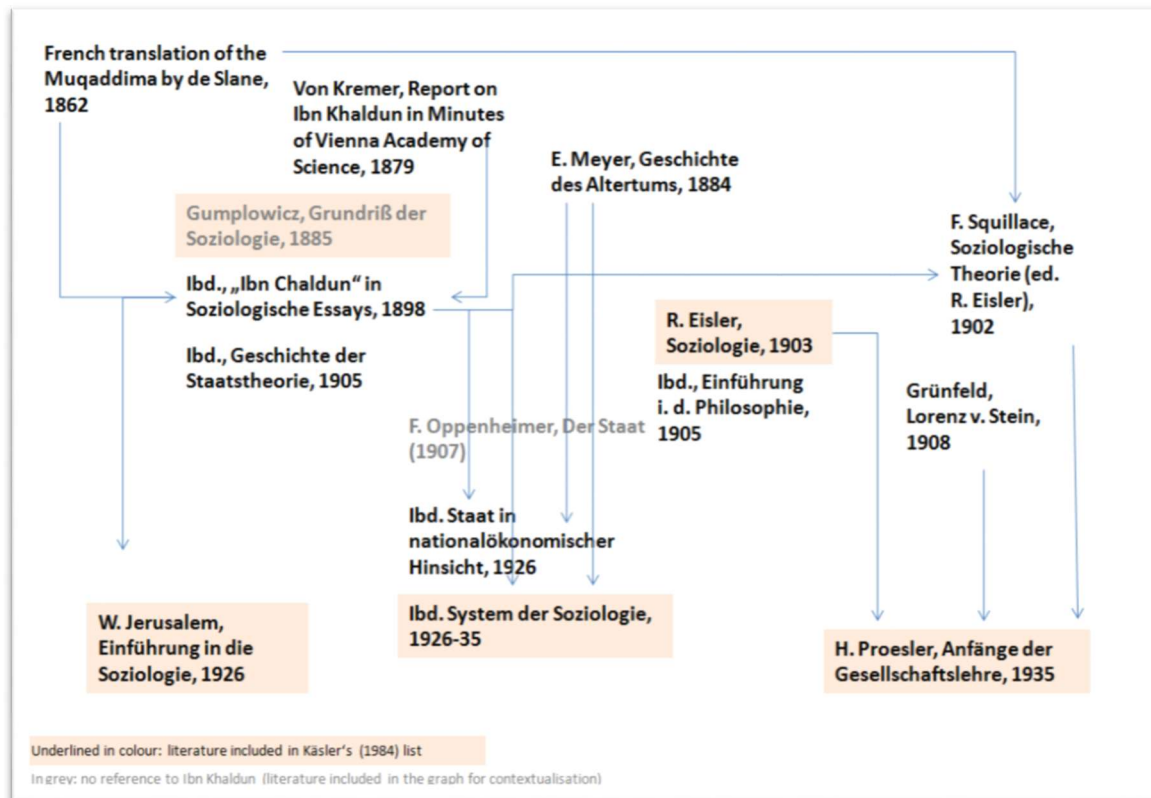 French translation of the
Muqaddima by de Slane,
1862
Von Kremer, Report on
Ibn Khaldun in Minutes
of Vienna Academy of
Science, 1879
E. Meyer, Geschichte
des Altertums, 1884
Gumplowicz, Grundriß der
Soziologie, 1885
Ibd., „Ibn Chaldun“ in
Soziologische Essays, 1898
Ibd., Geschichte der
Staatstheorie, 1905
F. Squillace,
Soziologische
Theorie (ed.
R. Eisler),
1902
R. Eisler,
Soziologie, 1903
Ibd., Einführung
i. d. Philosophie,
1905
Grünfeld,
Lorenz v. Stein,
1908
F. Oppenheimer, Der Staat
(1907)
Ibd. Staat in
nationalökonomischer
Hinsicht, 1926
Ibd. System der Soziologie,
1926-35
W. Jerusalem,
Einführung in die
Soziologie, 1926
H. Proesler, Anfänge der
Gesellschaftslehre, 1935
Underlined in colour: literature included in Käsler's (1984) list
In grey: no reference to Ibn Khaldun (literature included in the graph for contextualisation)